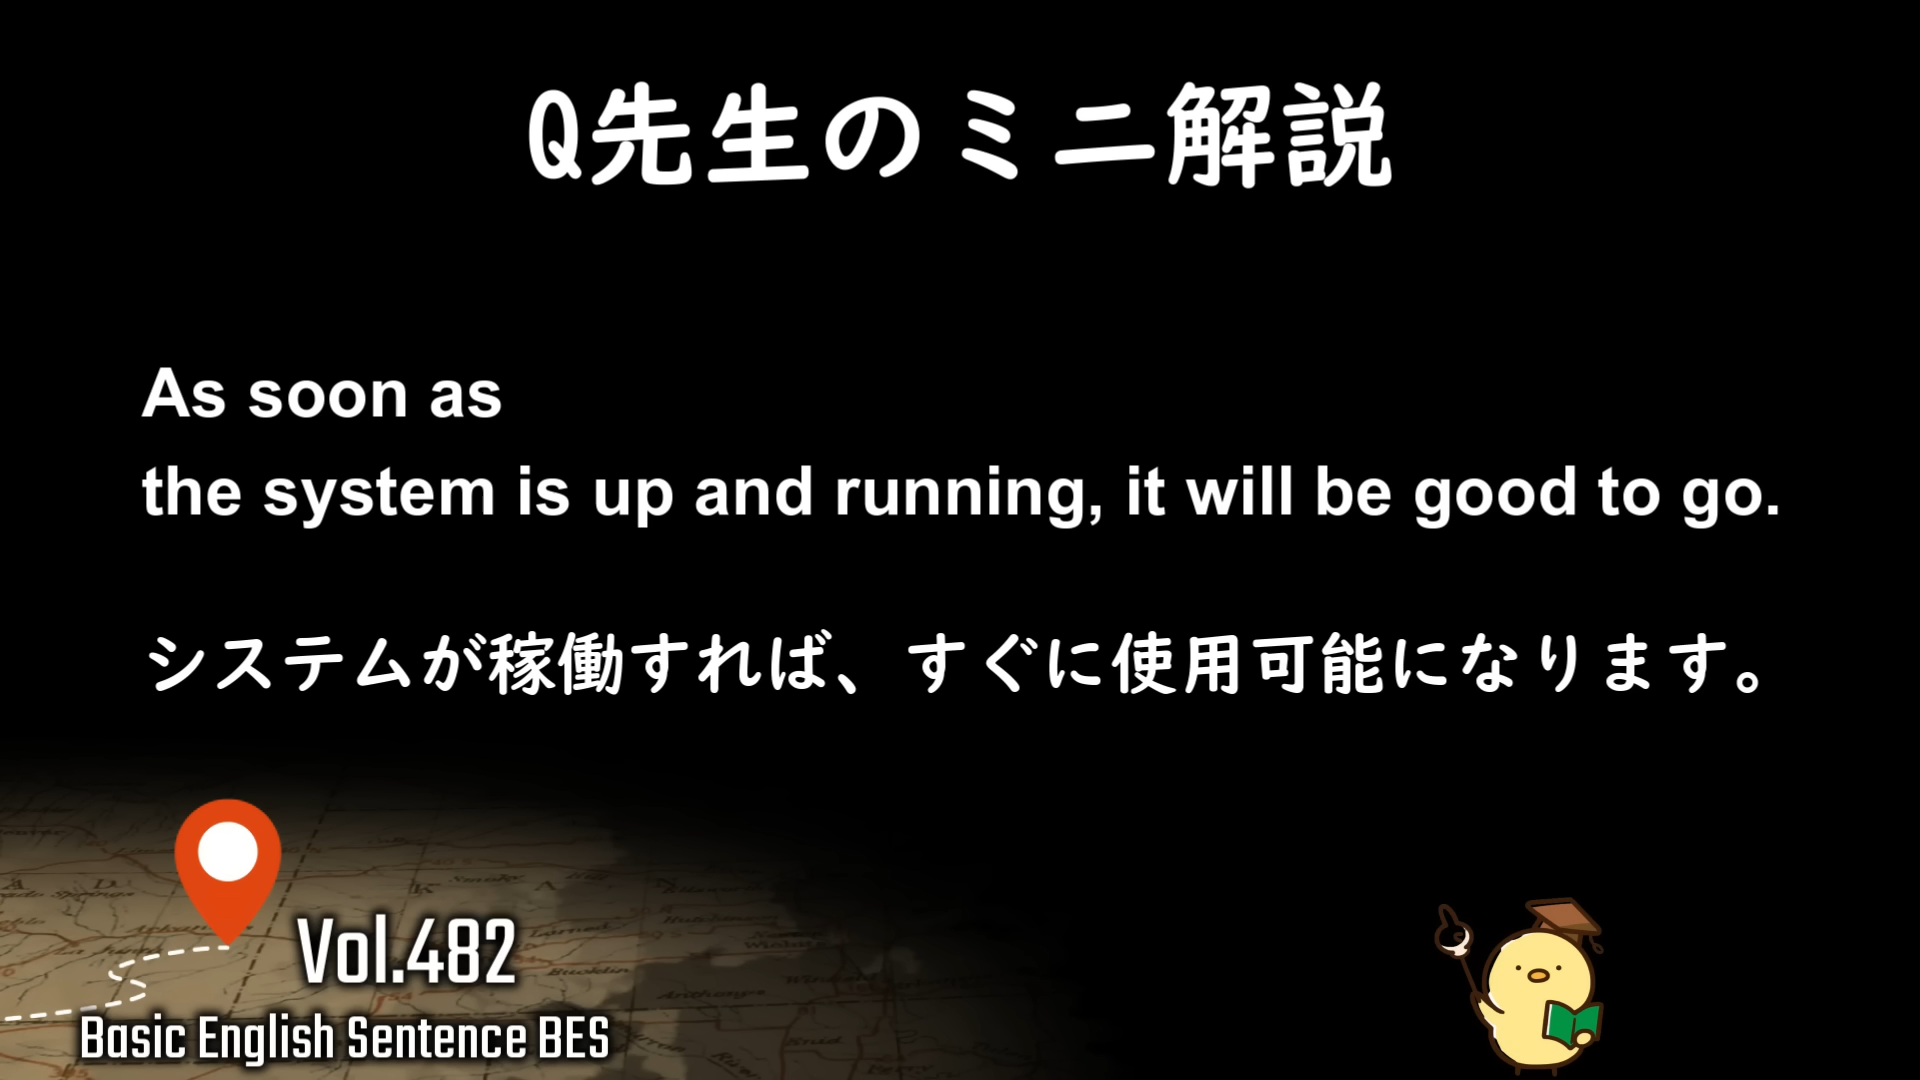 Q先生のミニ解説
As soon as
the system is up and running, it will be good to go.
システムが稼働すれば、すぐに使用可能になります。
Vol.482
Basic English Sentence BES